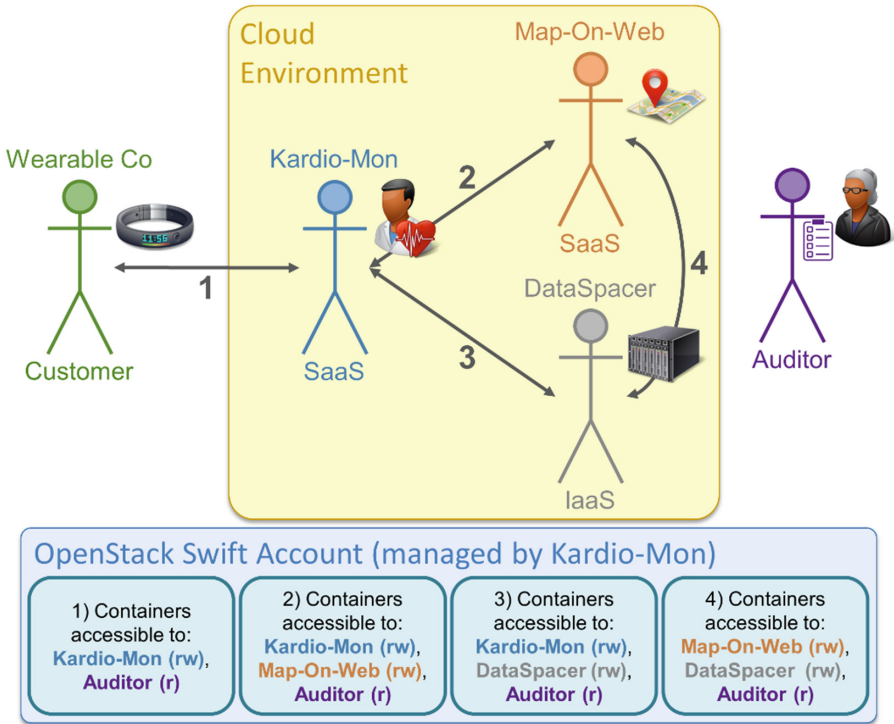 Cloud
Environment
Map-On-Web
Wearable Co
Kardio-Mon
11:56
2
SaaS
4
1
DataSpacer
3
Customer
SaaS
Auditor
IaaS
OpenStack Swift Account (managed by Kardio-Mon)
1) Containers
accessible to:
Kardio-Mon (rw),
Auditor (r)
2) Containers
accessible to:
Kardio-Mon (rw),
Map-On-Web (rw),
Auditor (r)
3) Containers
accessible to:
Kardio-Mon (rw),
DataSpacer (rw),
Auditor (r)
4) Containers
accessible to:
Map-On-Web (rw),
DataSpacer (rw),
Auditor (r)